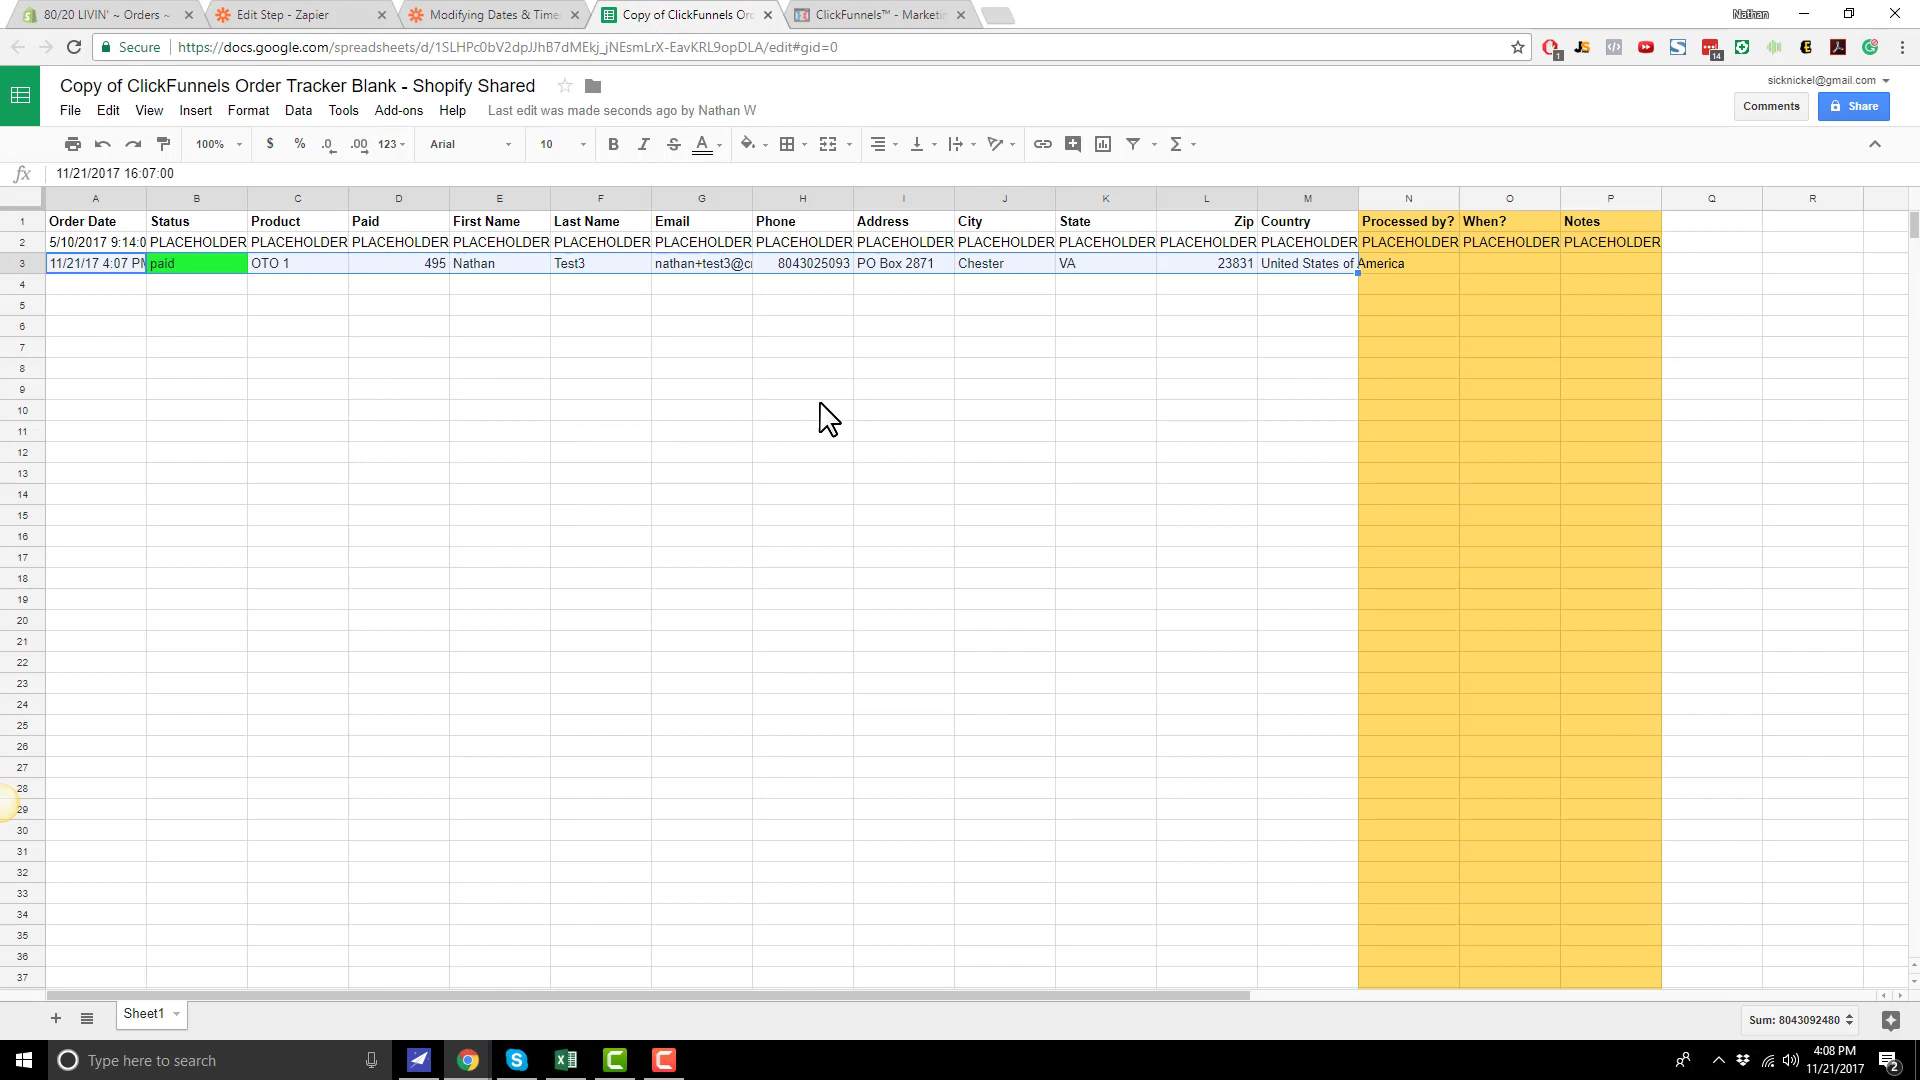 80/20 LIVIN' ~ Orders ~
Edit Step - Zapier
Modifying Dates & Time
Copy of ClickFunnels Or
ClickFunnels™ - Marketi
Nathan
Secure
https://docs.google.com/spreadsheets/d/1SLHPc0bV2dpJJhB7dMEkj_jNEsmLrX-EavKRL9opDLA/edit#gid=0
1
14
Copy of ClickFunnels Order Tracker Blank - Shopify Shared
sicknickel@gmail.com
File Edit View Insert Format Data Tools Add-ons Help Last edit was made seconds ago by Nathan W
Comments
Share
100% $ % .0 .00 123 Arial 10 B I S A Σ
fx 11/21/2017 16:07:00
A B C D E F G H I J K L M N O P Q R
1 Order Date Status Product Paid First Name Last Name Email Phone Address City State Zip Country Processed by? When? Notes
2 5/10/2017 9:14:0 PLACEHOLDER PLACEHOLDER PLACEHOLDER PLACEHOLDER PLACEHOLDER PLACEHOLDER PLACEHOLDER PLACEHOLDER PLACEHOLDER PLACEHOLDER PLACEHOLDER PLACEHOLDER PLACEHOLDER PLACEHOLDER PLACEHOLDER
3 11/21/17 4:07 PM paid OTO 1 495 Nathan Test3 nathan+test3@c 8043025093 PO Box 2871 Chester VA 23831 United States of America
4
5
6
7
8
9
10
11
12
13
14
15
16
17
18
19
20
21
22
23
24
25
26
27
28
29
30
31
32
33
34
35
36
37
Sheet1
Sum: 8043092480
Type here to search
4:08 PM
11/21/2017
2